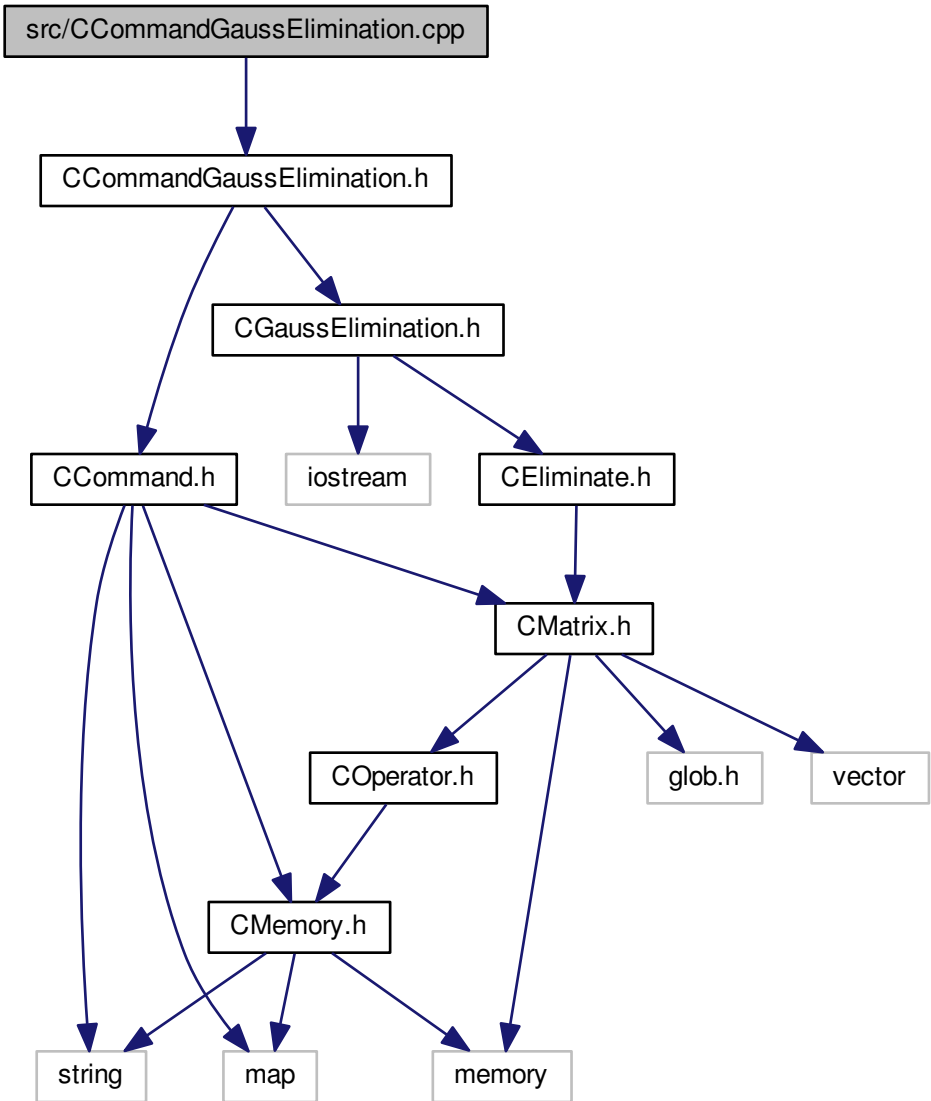 src/CCommandGaussElimination.cpp
CCommandGaussElimination.h
CGaussElimination.h
CCommand.h
iostream
CEliminate.h
CMatrix.h
COperator.h
glob.h
vector
CMemory.h
string
map
memory